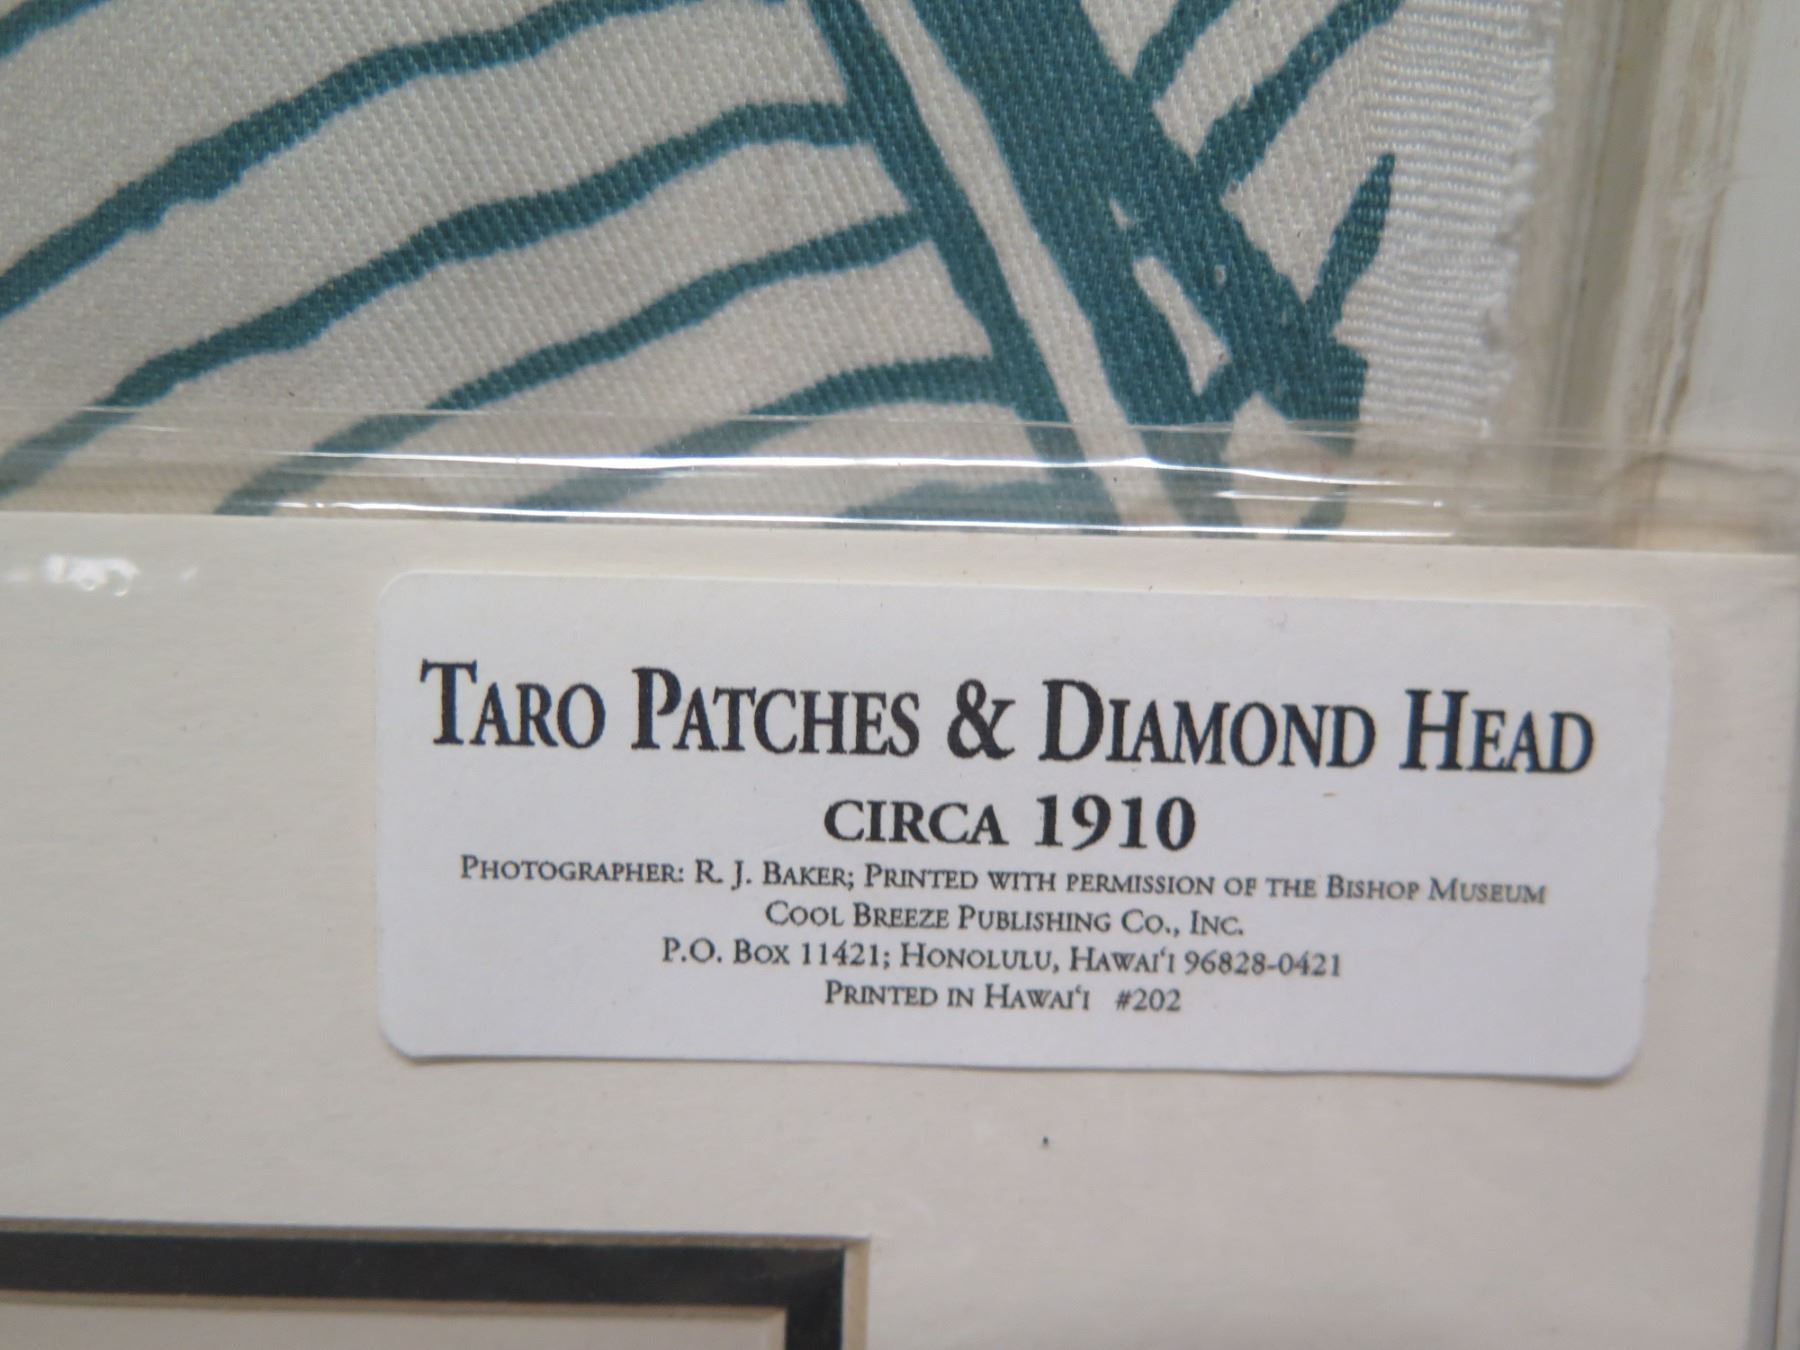 TARO PATCHES & DIAMOND HEAD
CIRCA 1910
PHOTOGRAPHER: R. J. BAKER; PRINTED WITH PERMISSION OF THE BISHOP MUSEUM
COOL BREEZE PUBLISHING CO., INC.
P.O. BOX 11421; HONOLULU, HAWAI‘I 96828-0421
PRINTED IN HAWAI‘I #202